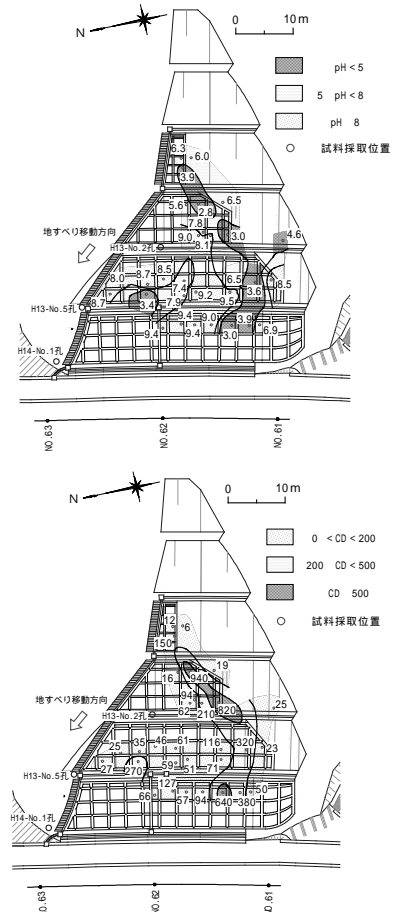 N
0 10 m
pH < 5
5 pH < 8
pH 8
試料採取位置
6.3
6.0
3.9
5.6
2.8
6.5
7.8
3.0
4.6
地すべり移動方向
9.0
H13-No.2孔
8.1
8.0
8.7
8.5
7.4
6.5
8.5
H13-No.5孔
8.7
3.4
7.9
9.2
9.5
3.6
9.4
9.0
3.9
9.4
9.4
3.0
6.9
H14-No.1孔
NO.63
NO.62
NO.61
N
0 10 m
0 < CD < 200
200 CD < 500
CD 500
試料採取位置
12
6
150
16
940
19
地すべり移動方向
94
25
H13-No.2孔
62
210
820
25
35
46
61
116
320
23
H13-No.5孔
27
270
59
51
71
127
50
66
57
94
640
380
H14-No.1孔
NO.63
NO.62
NO.61